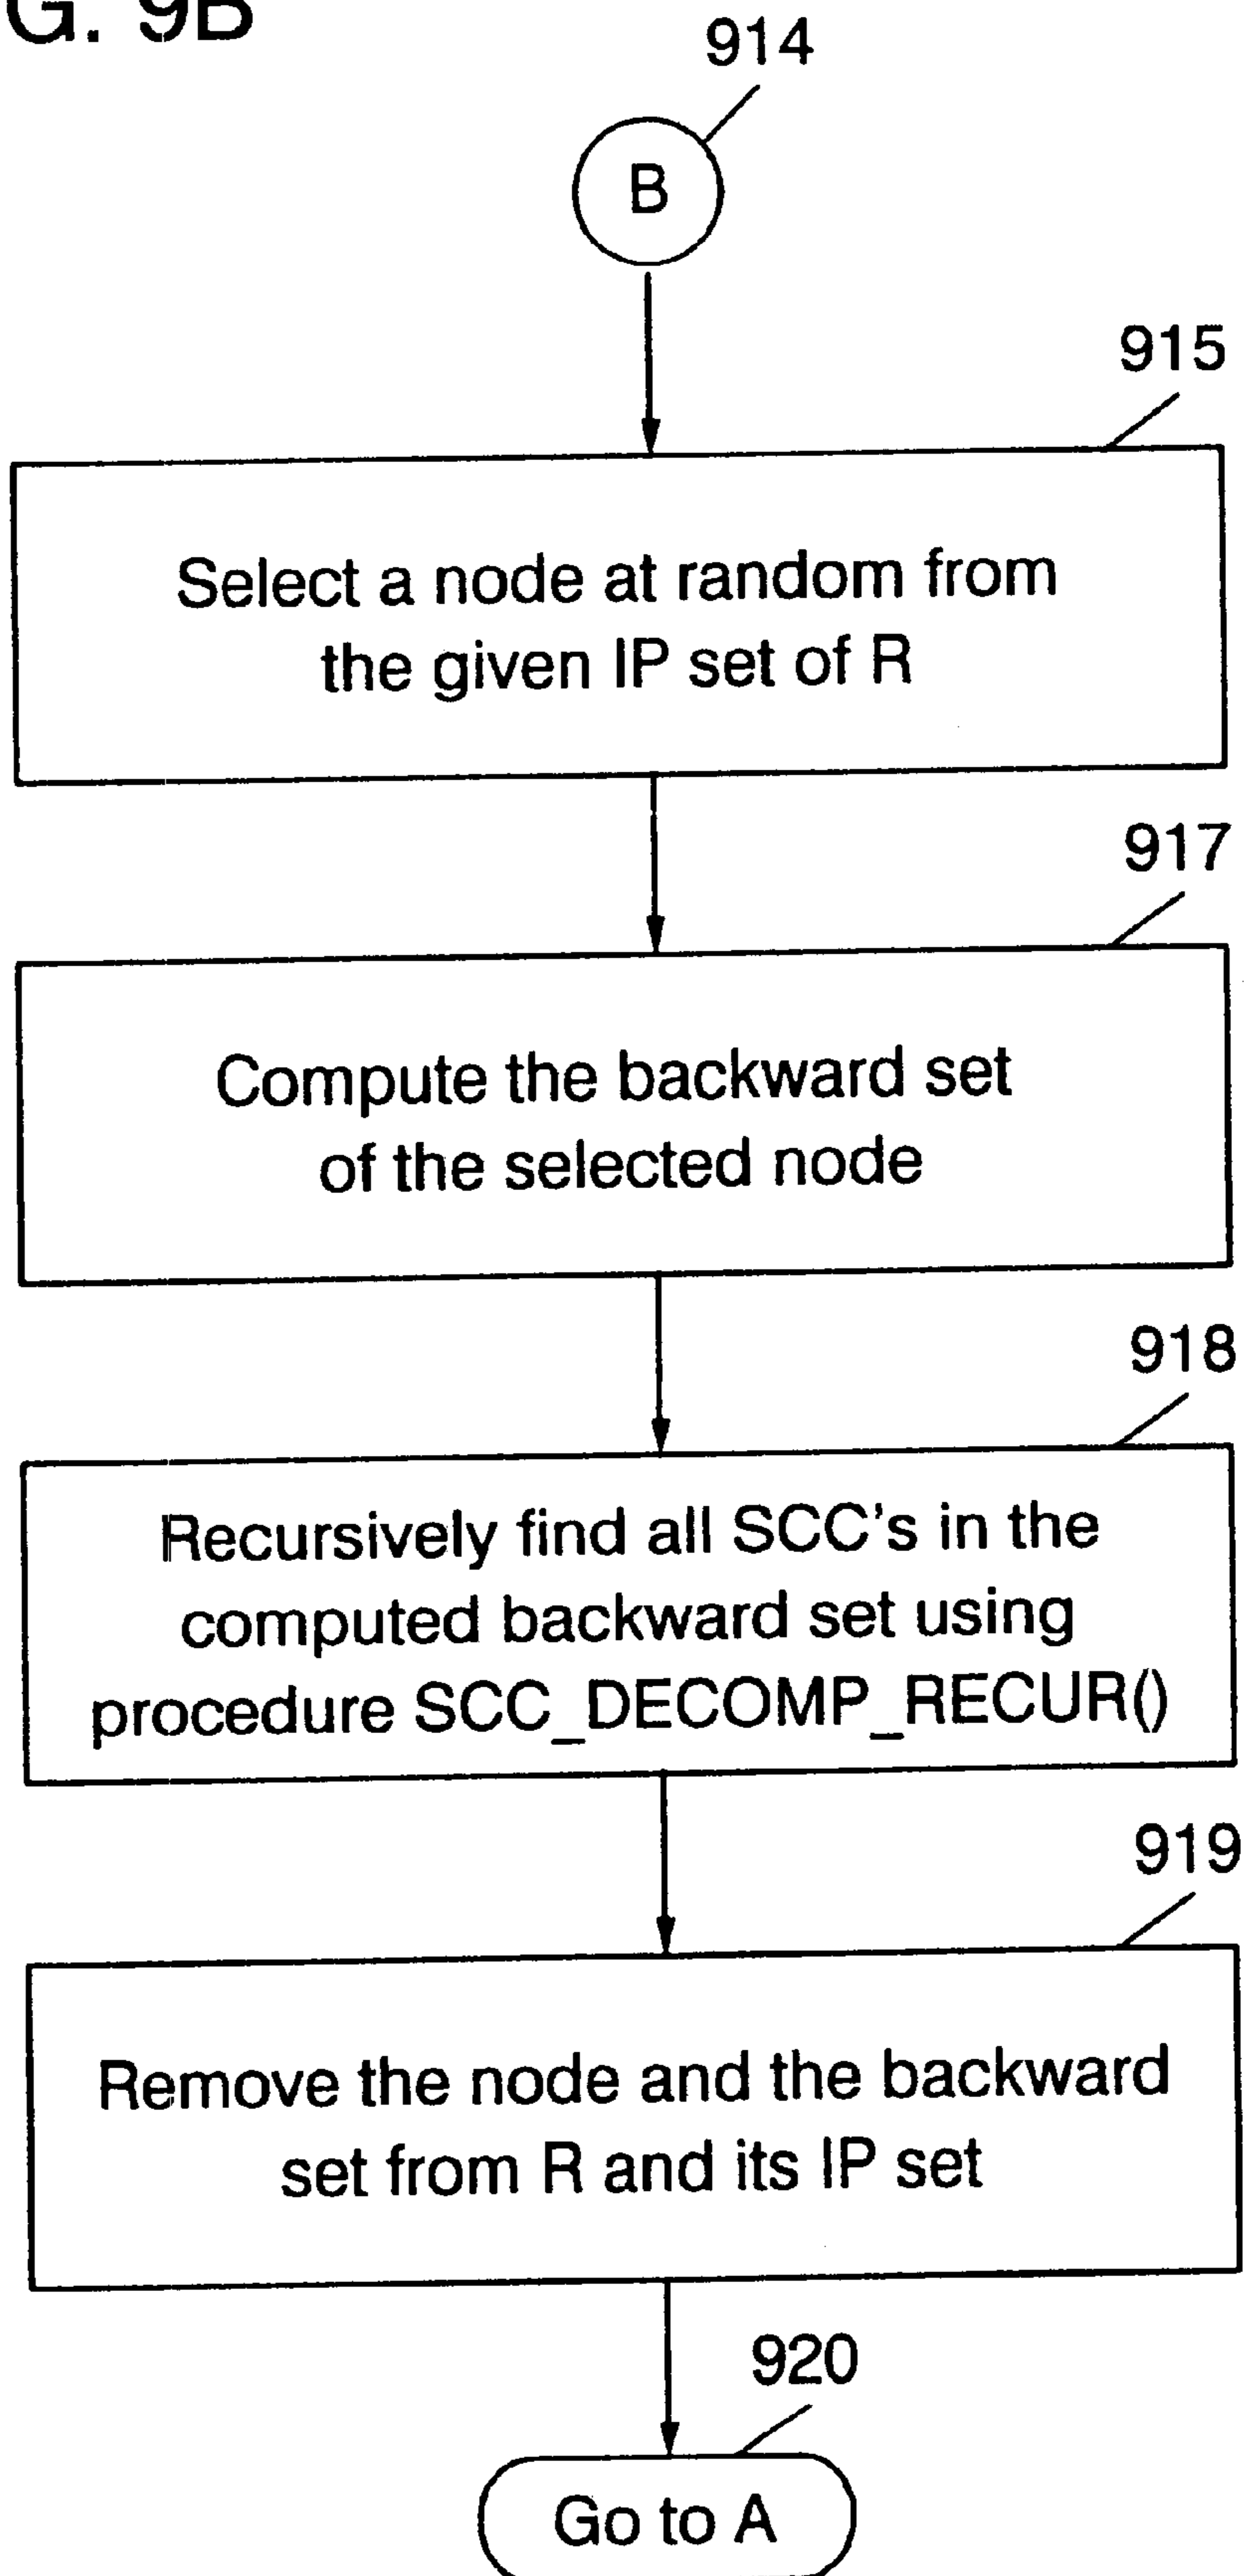 G. 9B
914
B
915
Select a node at random from
the given IP set of R
917
Compute the backward set
of the selected node
918
Recursively find all SCC's in the
computed backward set using
procedure SCC_DECOMP_RECUR()
919
Remove the node and the backward
set from R and its IP set
920
Go to A